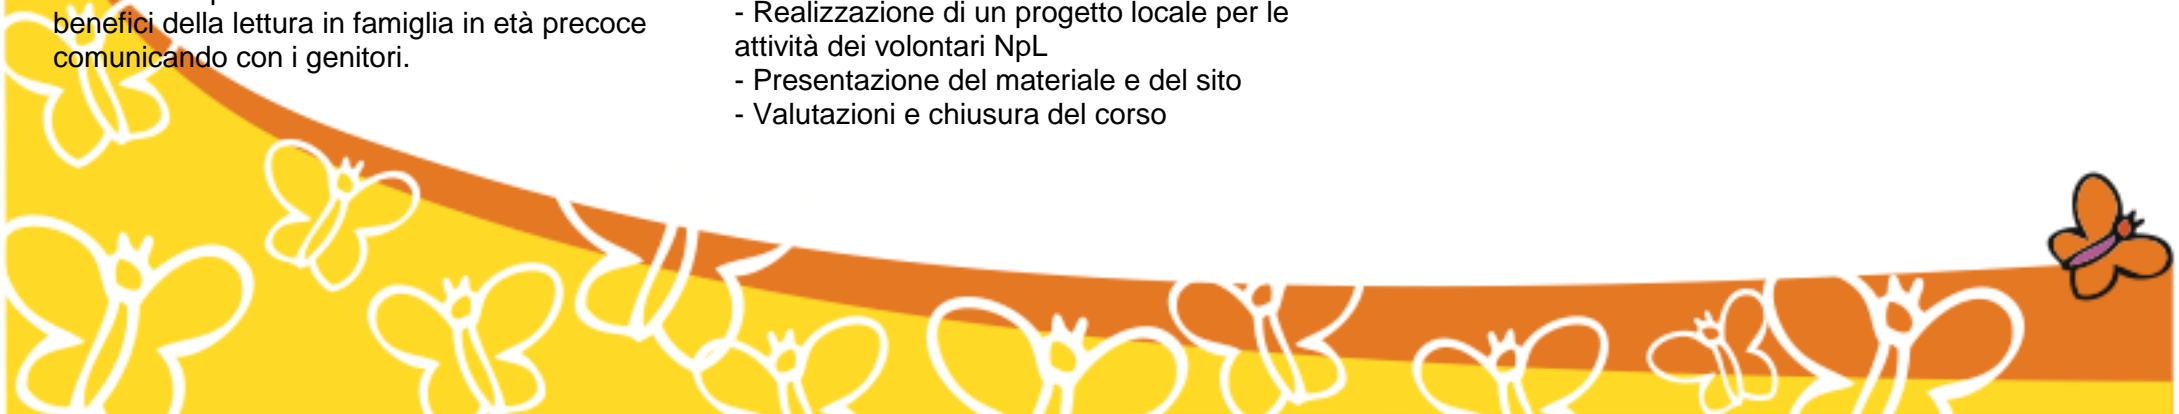 benefici della lettura in famiglia in età precoce
comunicando con i genitori.
- Realizzazione di un progetto locale per le
attività dei volontari NpL
- Presentazione del materiale e del sito
- Valutazioni e chiusura del corso